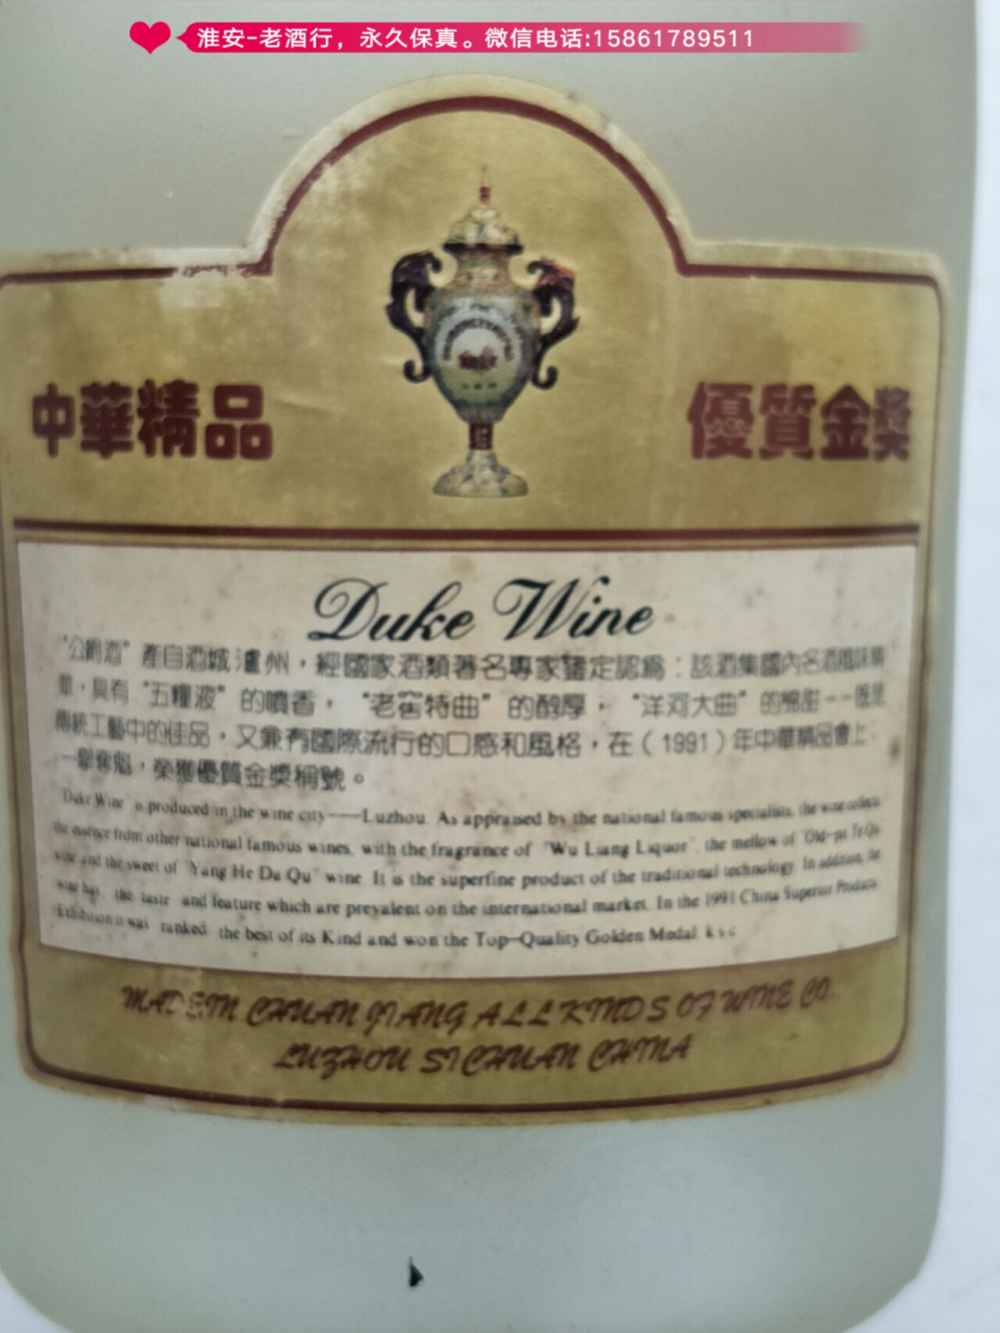 淮安-老酒行，永久保真。微信电话:15861789511
中華精品
優質金獎
Duke Wine
“公爵酒”產自酒城瀘州，經國家酒類著名專家鑒定認爲：該酒集國內名酒風味精
華，具有“五糧液”的噴香，“老窖特曲”的醇厚，“洋河大曲”的綿甜——既是
傳統工藝中的佳品，又兼有國際流行的口感和風格，在（1991）年中華精品會上
一舉奪魁，榮獲優質金獎稱號。
"Duke Wine" is produced in the wine city——Luzhou. As appraised by the national famous specialists, the wine collects
the essence from other national famous wines, with the fragrance of "Wu Liang Liquor", the mellow of "Old-
wine and the sweet of "Yang He Da Qu" wine. It is the superfine product of the traditional technology. In addition, the
wine has the taste and feature which are prevalent on the international market. In the 1991 China Superior Products
Exhibition it was ranked the best of its Kind and won the Top-Quality Golden Medal
MADE IN CHUAN JIANG ALL KINDS OF WINE CO.
LUZHOU SICHUAN CHINA